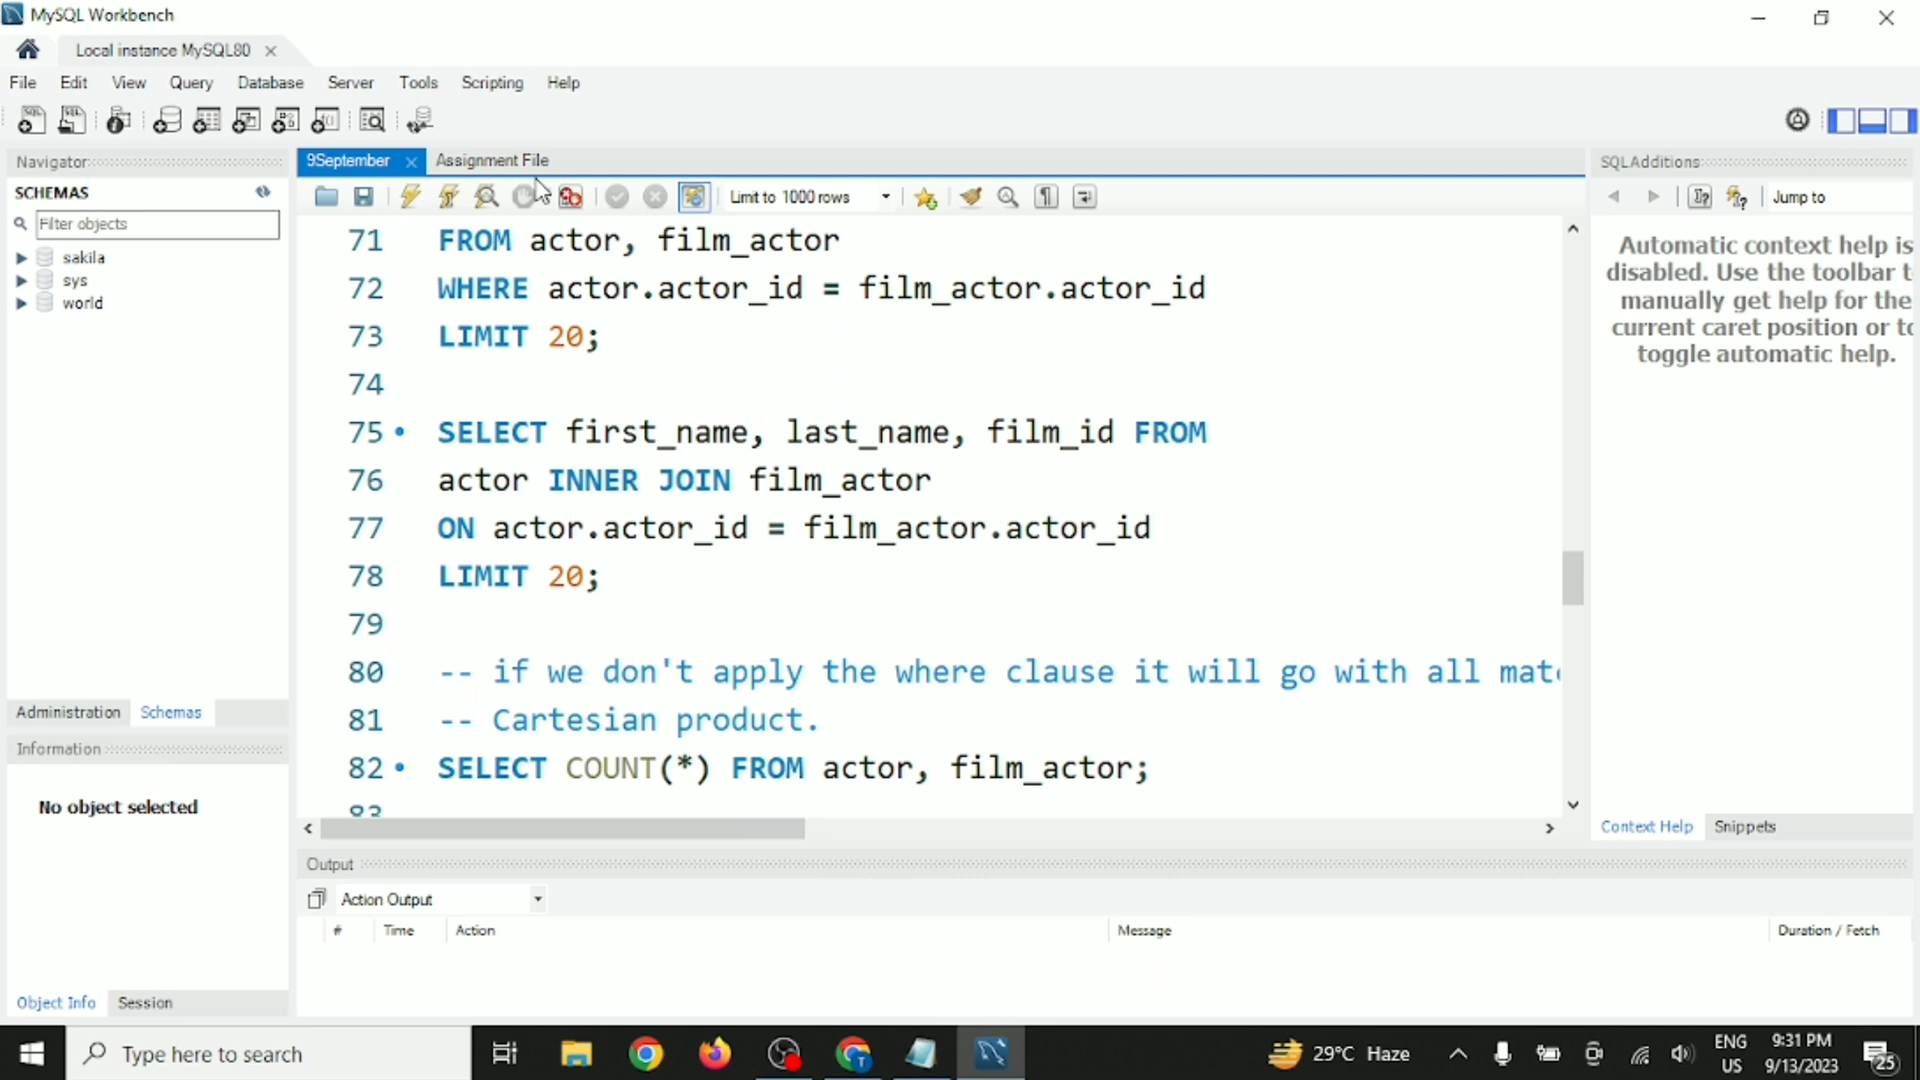 MySQL Workbench
Local instance MySQL80
File Edit View Query Database Server Tools Scripting Help
Navigator
SCHEMAS
Filter objects
sakila
sys
world
Administration Schemas
Information
No object selected
Object Info Session
9September Assignment File
Limit to 1000 rows
71 FROM actor, film_actor
72 WHERE actor.actor_id = film_actor.actor_id
73 LIMIT 20;
74
75 SELECT first_name, last_name, film_id FROM
76 actor INNER JOIN film_actor
77 ON actor.actor_id = film_actor.actor_id
78 LIMIT 20;
79
80 -- if we don't apply the where clause it will go with all
81 -- Cartesian product.
82 SELECT COUNT(*) FROM actor, film_actor;
83
SQLAdditions
Jump to
Automatic context help is
disabled. Use the toolbar
manually get help for the
current caret position or
toggle automatic help.
Context Help Snippets
Output
Action Output
# Time Action Message Duration / Fetch
Type here to search
29°C Haze
ENG
US
9:31 PM
9/13/2023
25